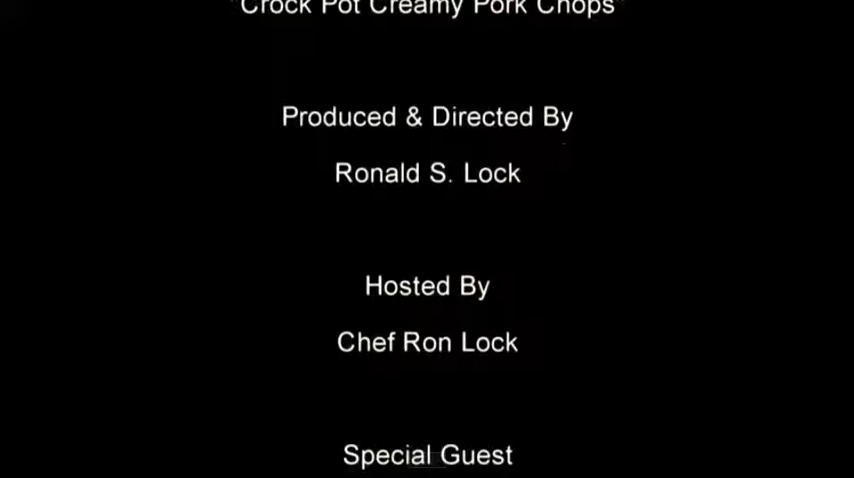 "Crock Pot Creamy Pork Chops"
Produced & Directed By
Ronald S. Lock
Hosted By
Chef Ron Lock
Special Guest